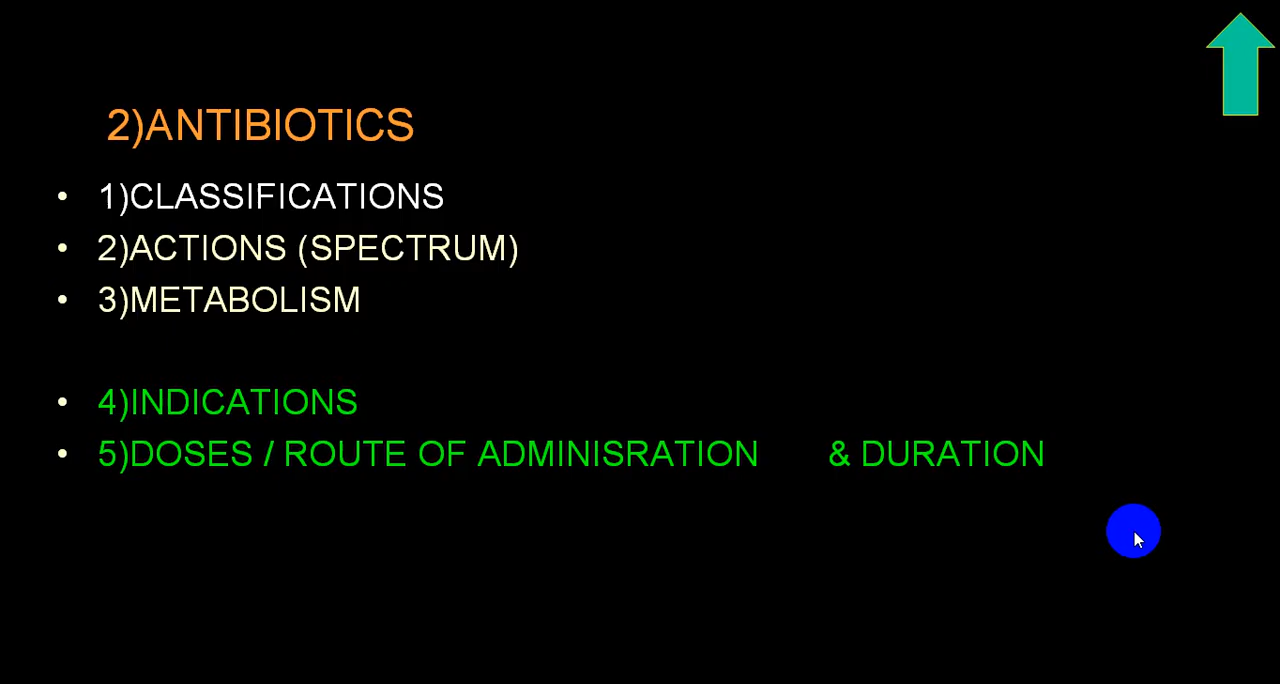 2)ANTIBIOTICS
• 1)CLASSIFICATIONS
• 2)ACTIONS (SPECTRUM)
• 3)METABOLISM
• 4)INDICATIONS
• 5)DOSES / ROUTE OF ADMINISRATION & DURATION